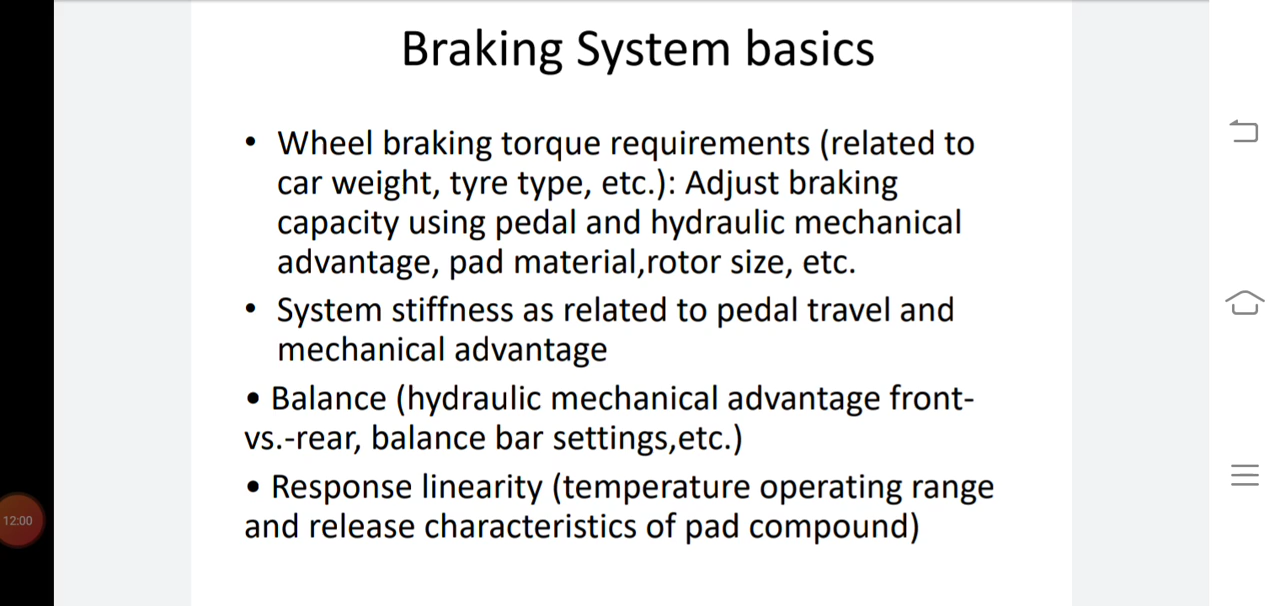 Braking System basics
• Wheel braking torque requirements (related to
car weight, tyre type, etc.): Adjust braking
capacity using pedal and hydraulic mechanical
advantage, pad material,rotor size, etc.
• System stiffness as related to pedal travel and
mechanical advantage
• Balance (hydraulic mechanical advantage front-
vs.-rear, balance bar settings,etc.)
• Response linearity (temperature operating range
and release characteristics of pad compound)
12:00